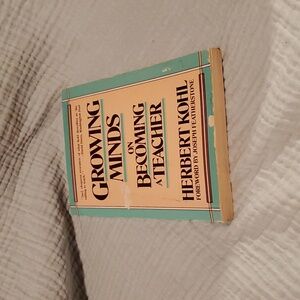 GROWING
MINDS
ON
BECOMING
A TEACHER
HERBERT KOHL
FOREWORD BY JOSEPH FEATHERSTONE